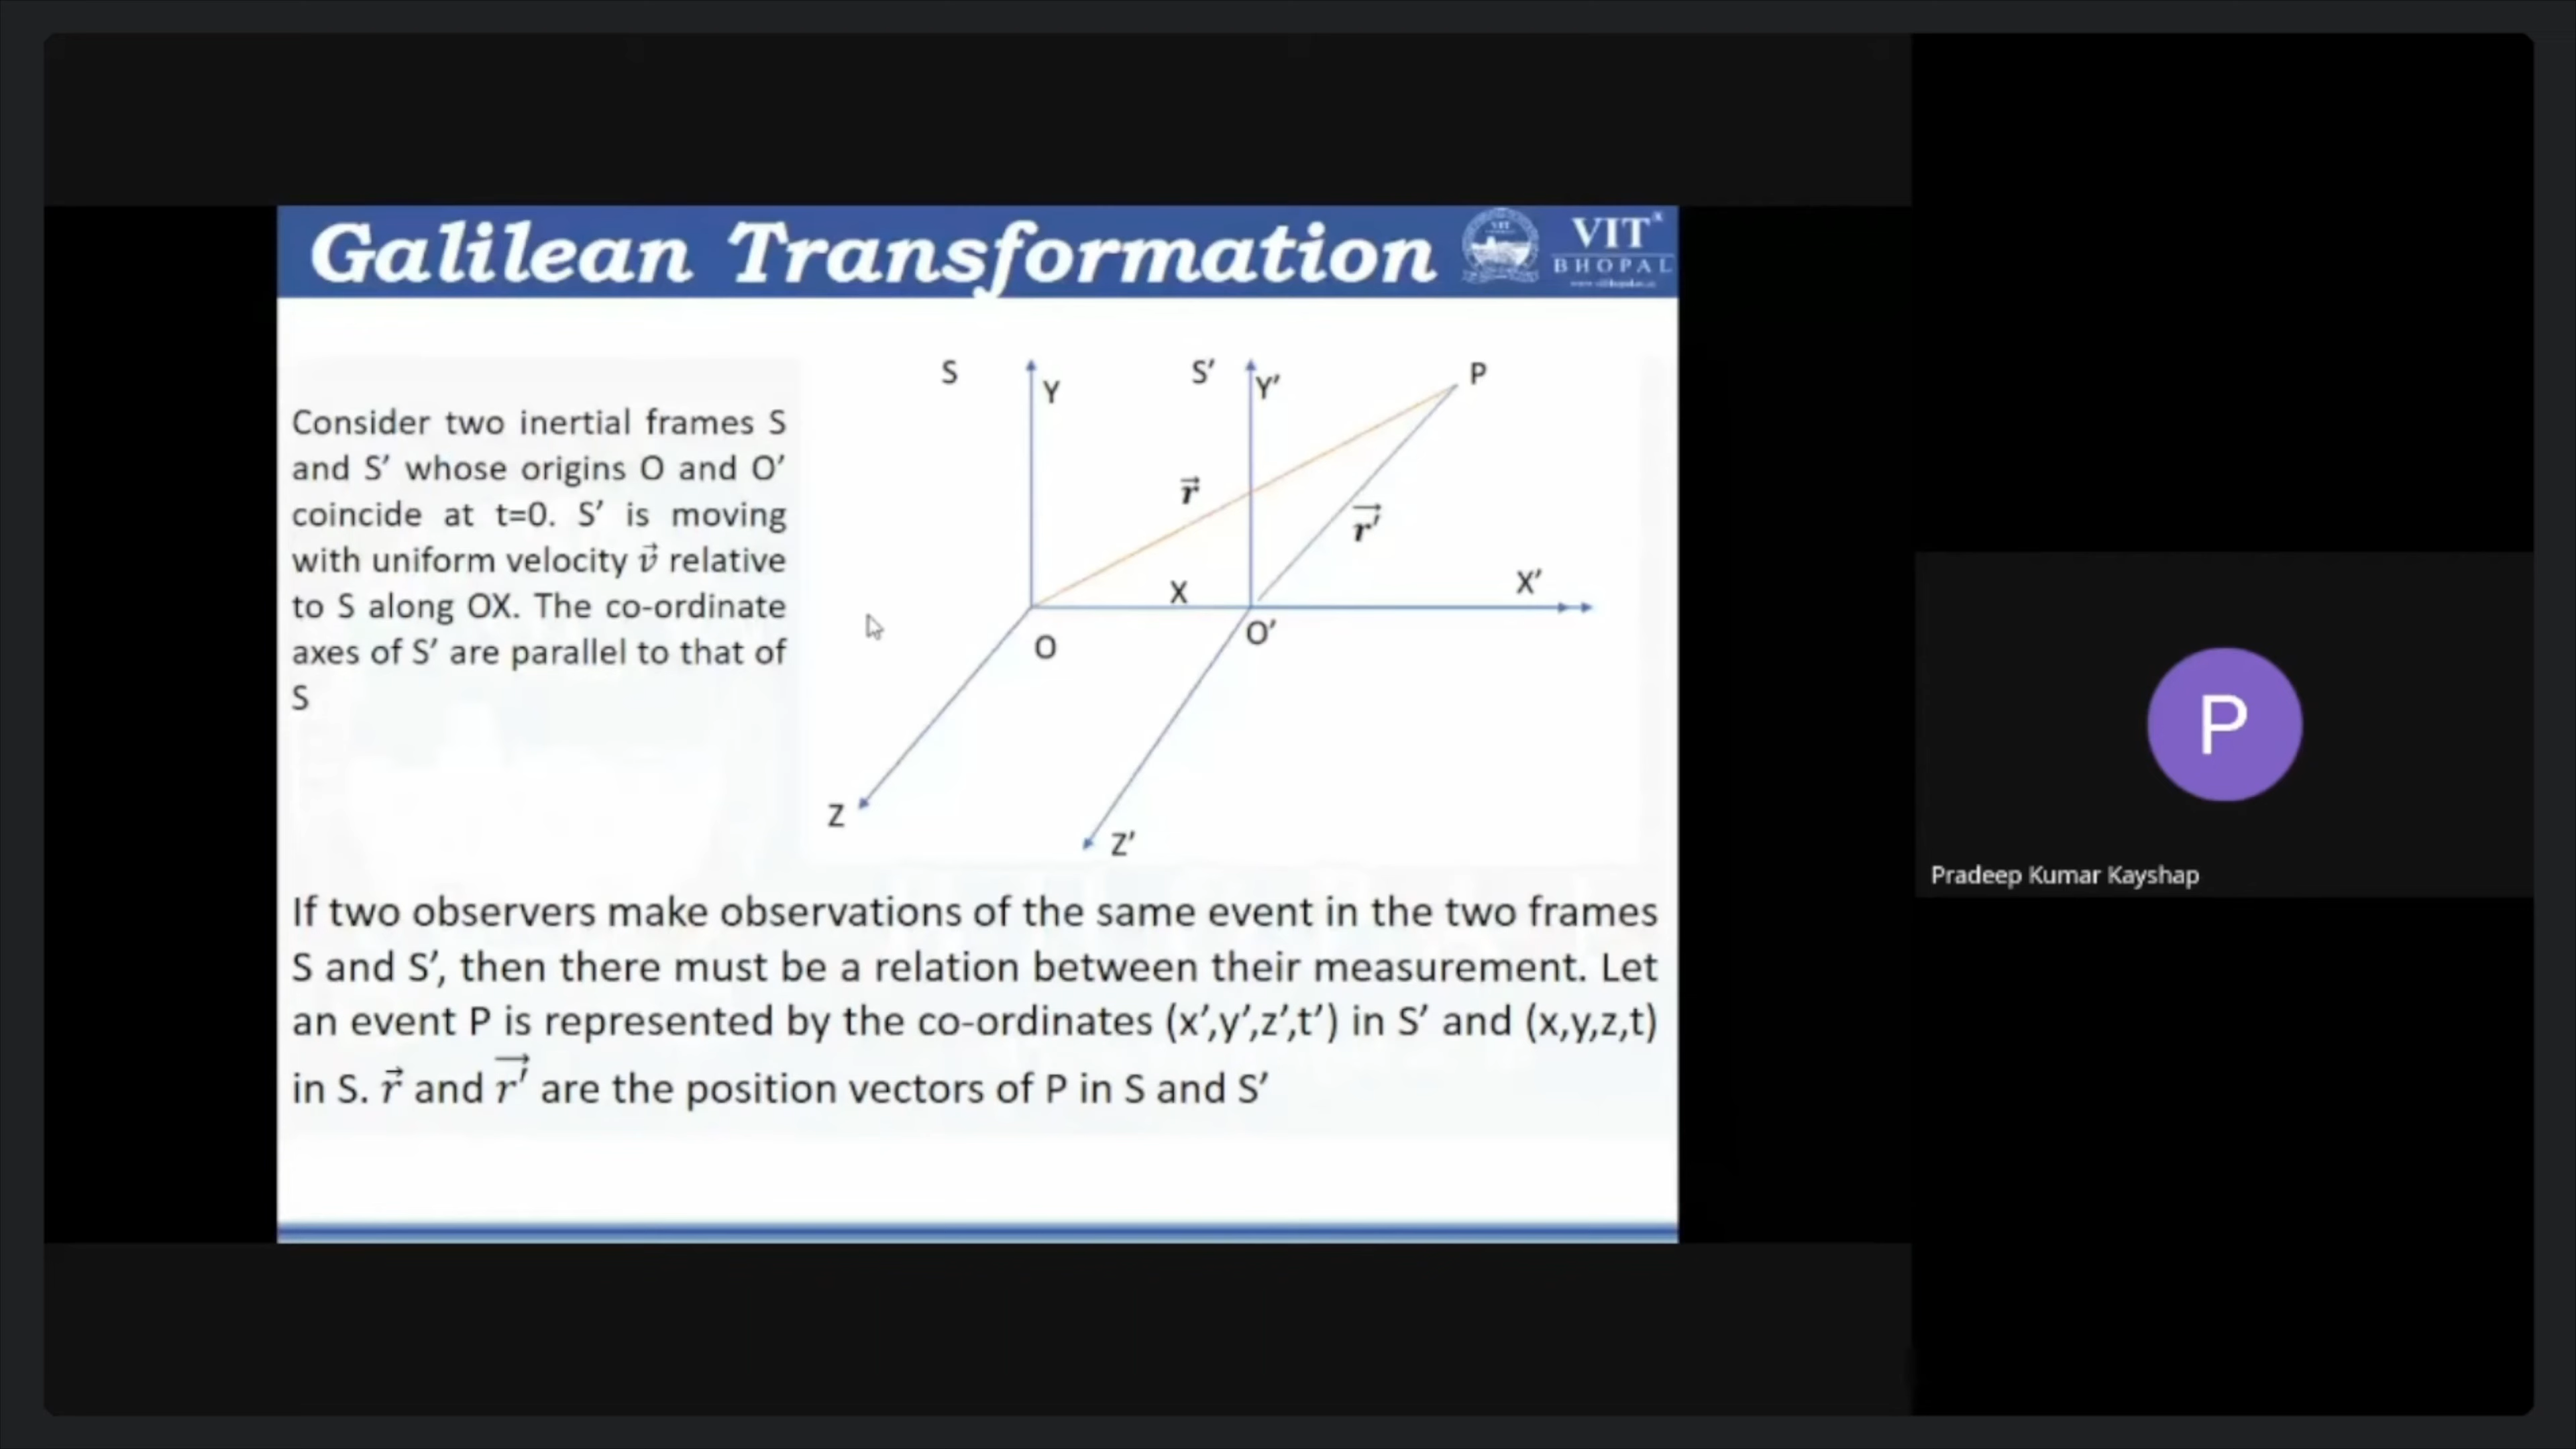 Galilean Transformation
VIT
BHOPAL
Consider two inertial frames S
and S’ whose origins O and O’
coincide at t=0. S’ is moving
with uniform velocity v⃗ relative
to S along OX. The co-ordinate
axes of S’ are parallel to that of
S
S
Y
S’
Y’
P
r⃗
r⃗′
X
X’
O
O’
Z
Z’
If two observers make observations of the same event in the two frames
S and S’, then there must be a relation between their measurement. Let
an event P is represented by the co-ordinates (x’,y’,z’,t’) in S’ and (x,y,z,t)
in S. r⃗ and r⃗′ are the position vectors of P in S and S’
P
Pradeep Kumar Kayshap